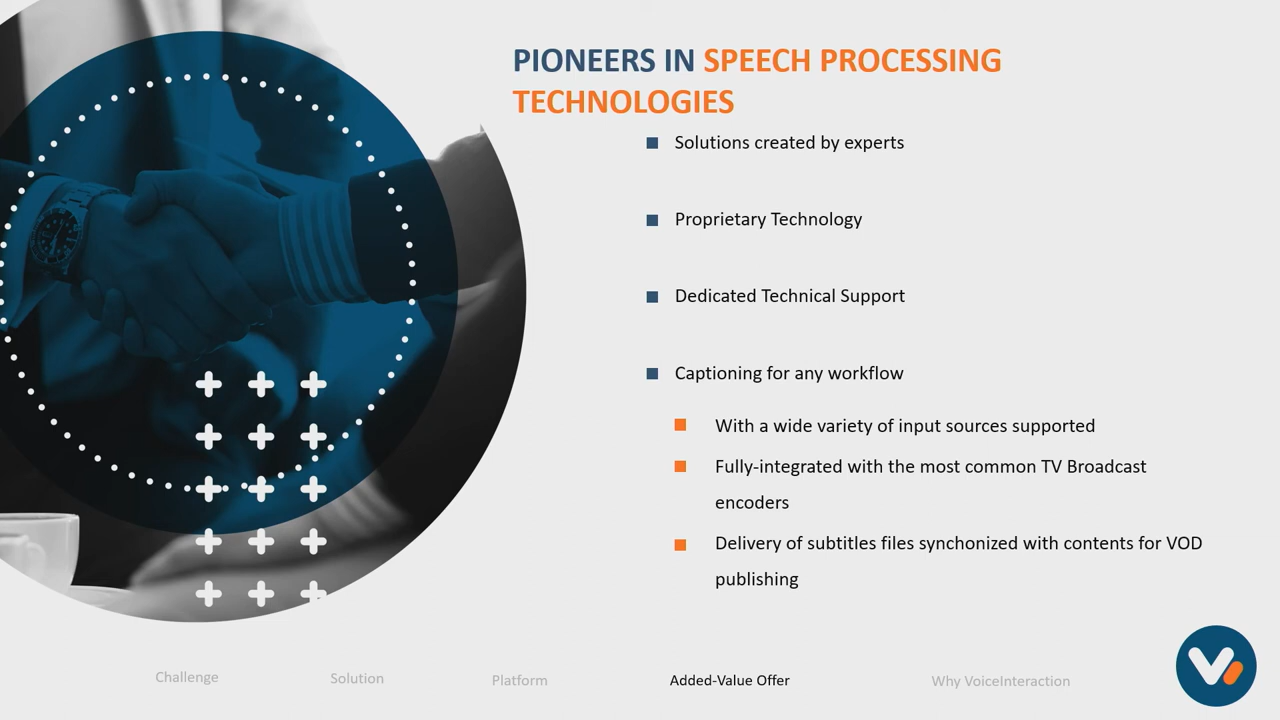 PIONEERS IN SPEECH PROCESSING
TECHNOLOGIES
Solutions created by experts
Proprietary Technology
Dedicated Technical Support
Captioning for any workflow
With a wide variety of input sources supported
Fully-integrated with the most common TV Broadcast
encoders
Delivery of subtitles files synchonized with contents for VOD
publishing
Challenge
Solution
Platform
Added-Value Offer
Why VoiceInteraction